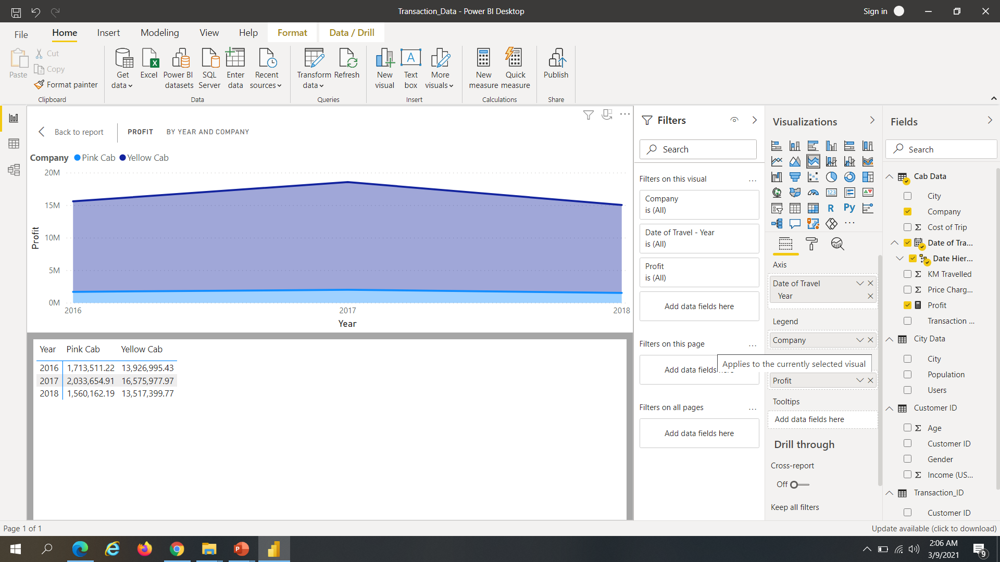 Transaction_Data - Power BI Desktop
Sign in
File
Home
Insert
Modeling
View
Help
Format
Data / Drill
Paste
Cut
Copy
Format painter
Clipboard
Get
data
Excel
Power BI
datasets
SQL
Server
Enter
data
Recent
sources
Data
Transform
data
Refresh
Queries
New
visual
Text
box
More
visuals
Insert
New
measure
Quick
measure
Calculations
Publish
Share
Back to report
PROFIT
BY YEAR AND COMPANY
Company Pink Cab Yellow Cab
20M
15M
10M
5M
0M
Profit
2016 2017 2018
Year
Year Pink Cab Yellow Cab
2016 1,713,511.22 13,926,995.43
2017 2,033,654.91 16,575,977.97
2018 1,560,162.19 13,517,399.77
Filters
Search
Filters on this visual ...
Company
is (All)
Date of Travel - Year
is (All)
Profit
is (All)
Add data fields here
Filters on this page ...
Add data fields
Applies to the currently selected visual
Filters on all pages ...
Add data fields here
Visualizations
123
R
Py
...
Axis
Date of Travel
Year
Legend
Company
Profit
Tooltips
Add data fields here
Drill through
Cross-report
Off
Keep all filters
Fields
Search
Cab Data
City
Company
Cost of Trip
Date of Tra...
Date Hier...
KM Travelled
Price Charg...
Profit
Transaction ...
City Data
City
Population
Users
Customer ID
Age
Customer ID
Gender
Income (US...
Transaction_ID
Customer ID
Page 1 of 1
Update available (click to download)
2:06 AM
3/9/2021
9